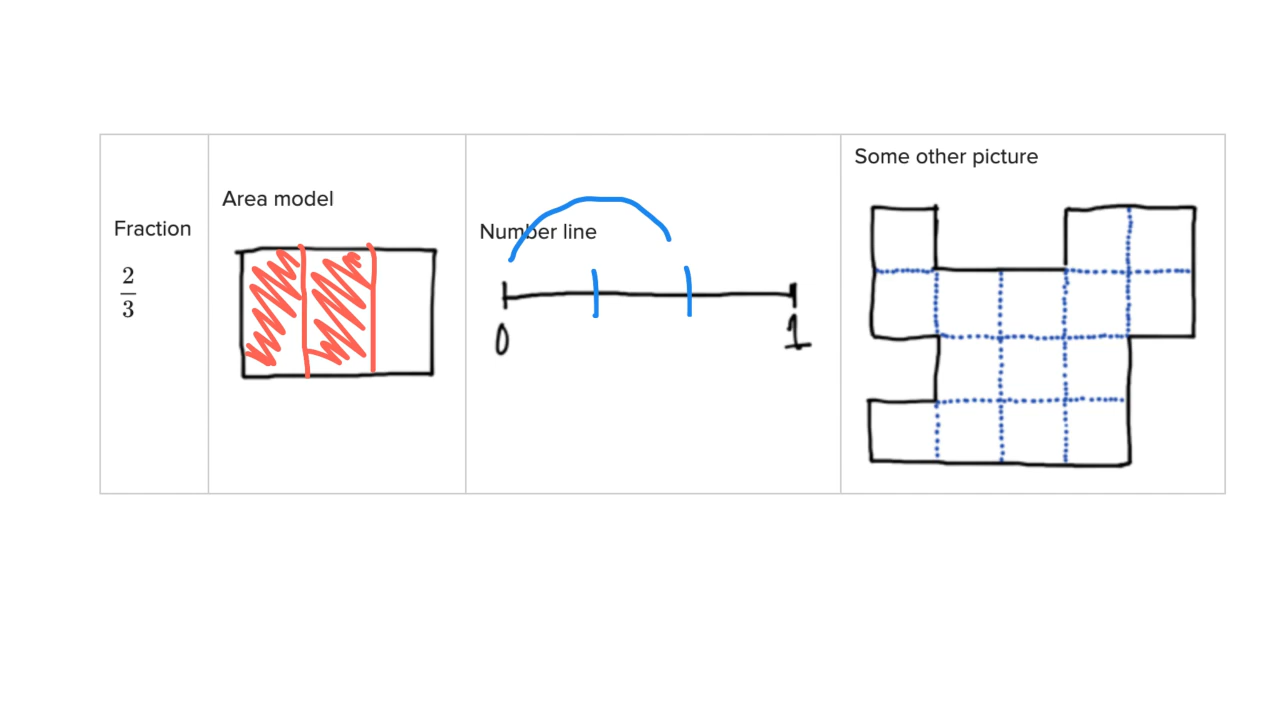 Fraction
2
3
Area model
Number line
0
1
Some other picture